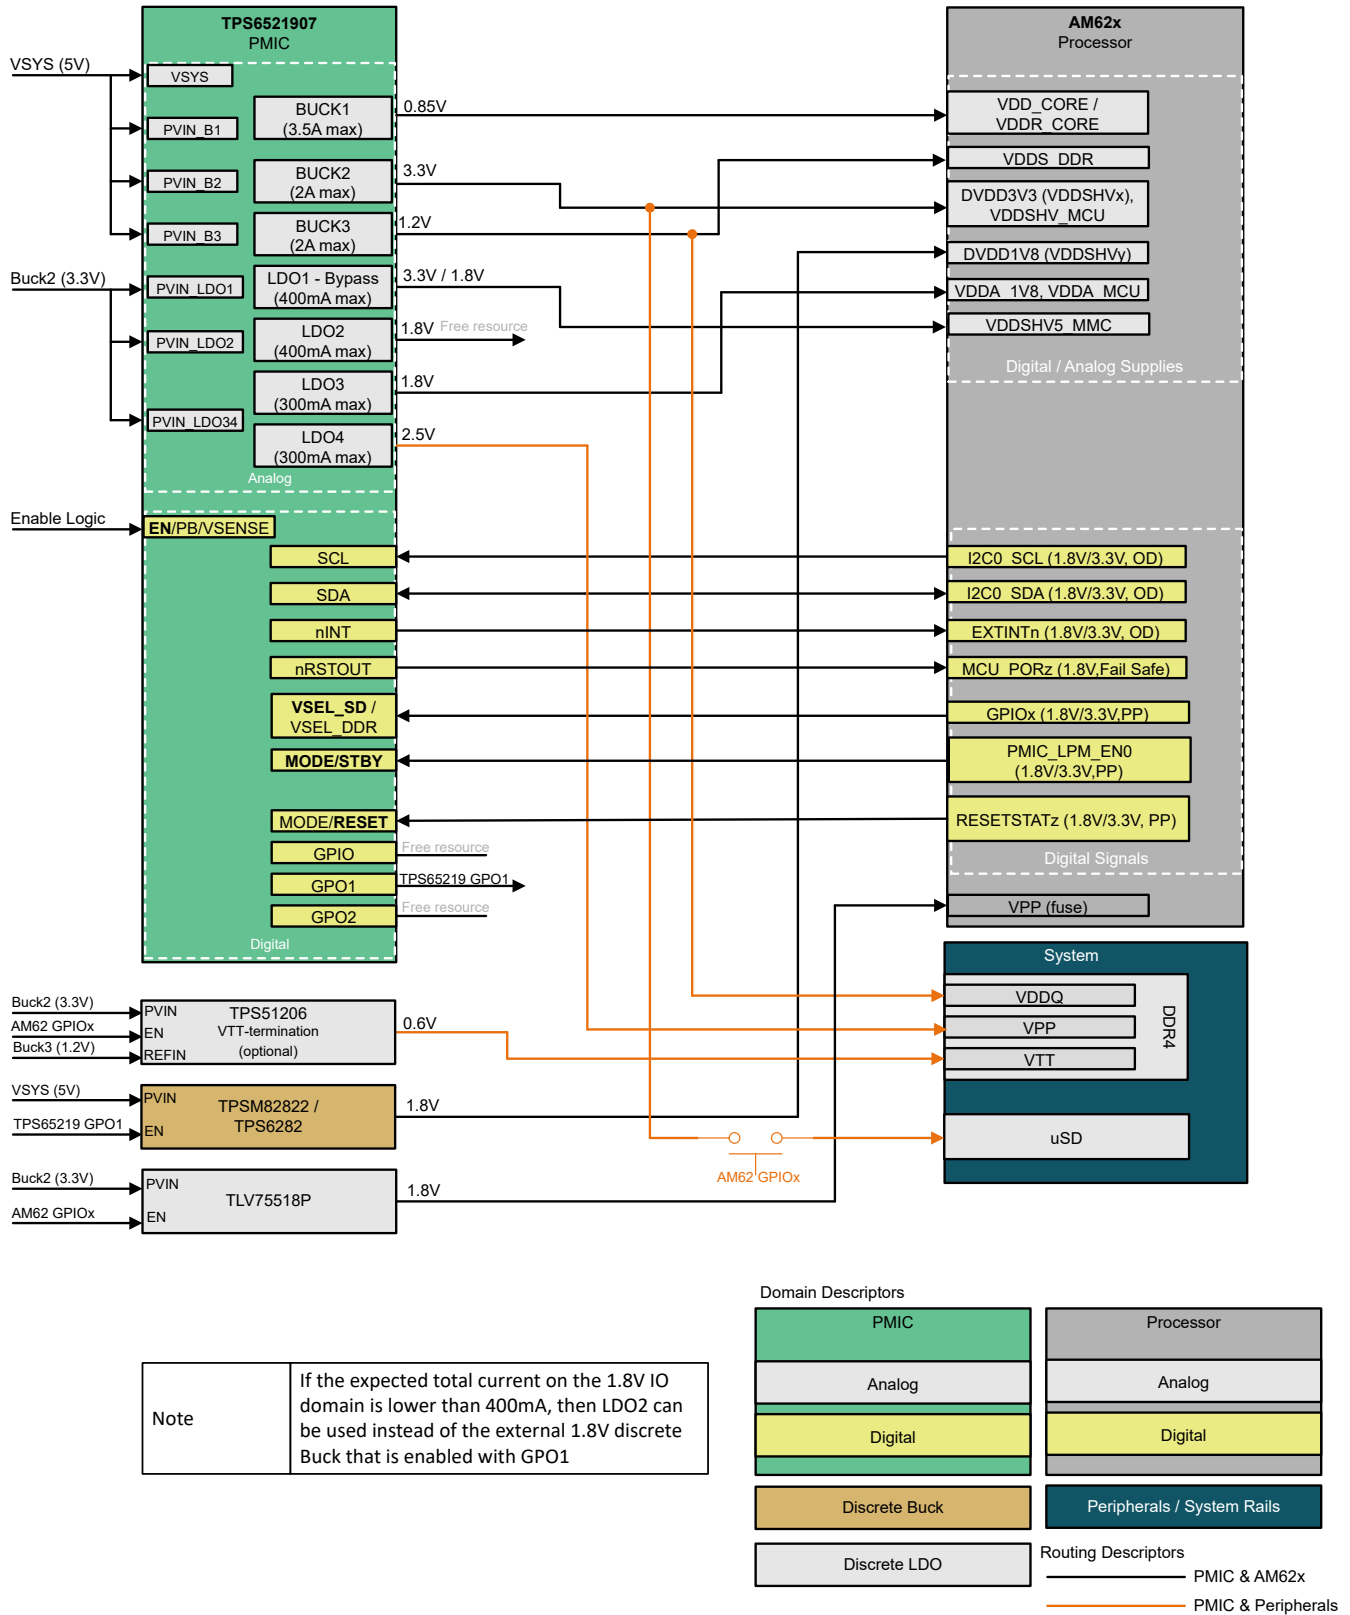 TPS6521907
PMIC
AM62x
Processor
VSYS (5V)
VSYS
PVIN_B1
PVIN_B2
PVIN_B3
Buck2 (3.3V)
PVIN_LDO1
PVIN_LDO2
PVIN_LDO34
BUCK1
(3.5A max)
0.85V
BUCK2
(2A max)
3.3V
BUCK3
(2A max)
1.2V
LDO1 - Bypass
(400mA max)
3.3V / 1.8V
LDO2
(400mA max)
1.8V Free resource
LDO3
(300mA max)
1.8V
LDO4
(300mA max)
2.5V
Analog
VDD_CORE /
VDDR_CORE
VDDS_DDR
DVDD3V3 (VDDSHVx),
VDDSHV_MCU
DVDD1V8 (VDDSHVy)
VDDA_1V8, VDDA_MCU
VDDSHV5_MMC
Digital / Analog Supplies
Enable Logic
EN/PB/VSENSE
SCL
SDA
nINT
nRSTOUT
VSEL_SD /
VSEL_DDR
MODE/STBY
MODE/RESET
GPIO
Free resource
GPO1
TPS65219 GPO1
GPO2
Free resource
Digital
I2C0_SCL (1.8V/3.3V, OD)
I2C0_SDA (1.8V/3.3V, OD)
EXTINTn (1.8V/3.3V, OD)
MCU_PORz (1.8V,Fail Safe)
GPIOx (1.8V/3.3V,PP)
PMIC_LPM_EN0
(1.8V/3.3V,PP)
RESETSTATz (1.8V/3.3V, PP)
Digital Signals
VPP (fuse)
System
VDDQ
VPP
VTT
DDR4
uSD
Buck2 (3.3V)
AM62 GPIOx
Buck3 (1.2V)
PVIN
EN
REFIN
TPS51206
VTT-termination
(optional)
0.6V
VSYS (5V)
TPS65219 GPO1
PVIN
EN
TPSM82822 /
TPS6282
1.8V
AM62 GPIOx
Buck2 (3.3V)
AM62 GPIOx
PVIN
EN
TLV75518P
1.8V
Note
If the expected total current on the 1.8V IO
domain is lower than 400mA, then LDO2 can
be used instead of the external 1.8V discrete
Buck that is enabled with GPO1
Domain Descriptors
PMIC
Analog
Digital
Processor
Analog
Digital
Discrete Buck
Peripherals / System Rails
Discrete LDO
Routing Descriptors
PMIC & AM62x
PMIC & Peripherals